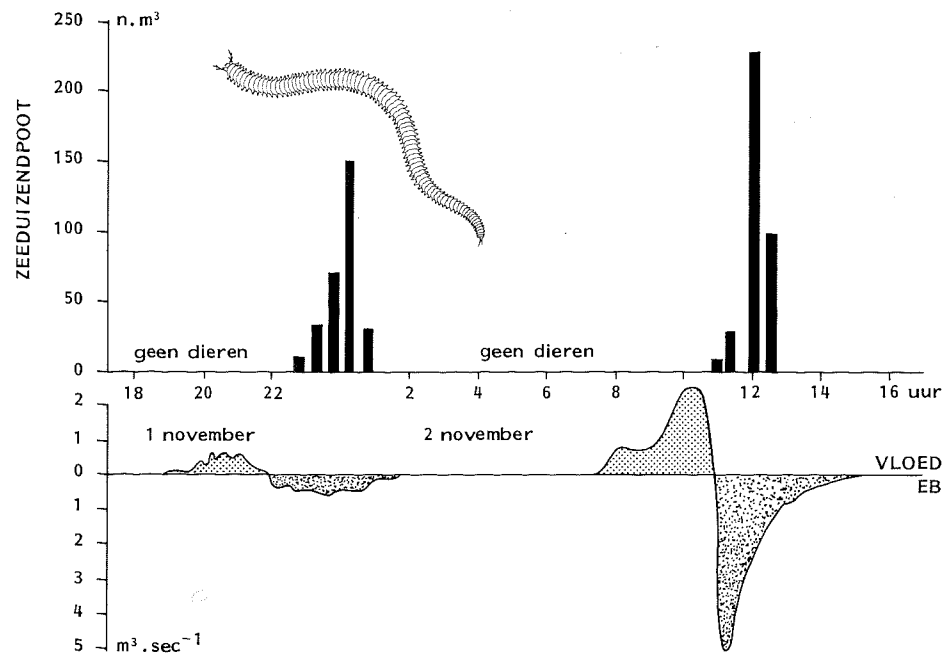 250 n.m³
200
150
100
50
0
ZEEDUIZENDPOOT
geen dieren
geen dieren
18 20 22 2 4 8 12 14 16 uur
2
1
0
1
2
3
4
5
1 november
2 november
VLOED
EB
m³.sec⁻¹